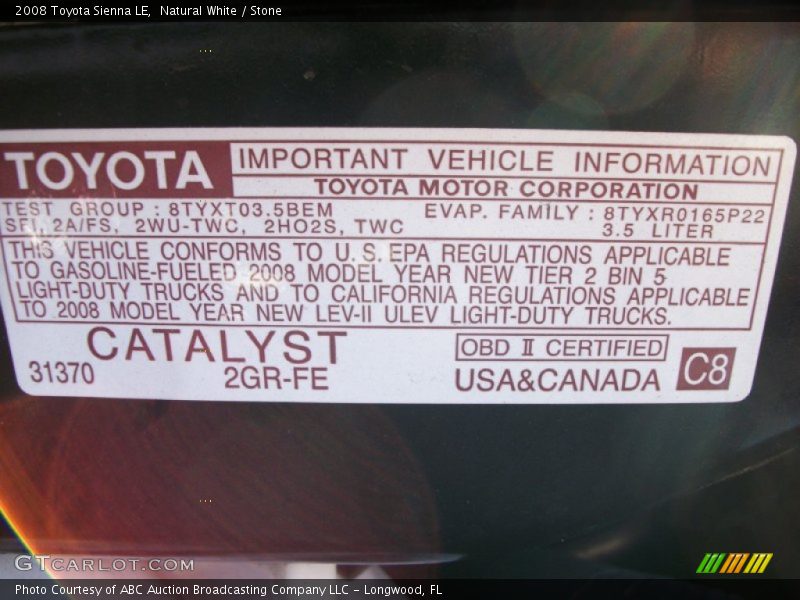 2008 Toyota Sienna LE, Natural White / Stone
TOYOTA IMPORTANT VEHICLE INFORMATION
TOYOTA MOTOR CORPORATION
TEST GROUP : 8TYXT03.5BEM EVAP. FAMILY : 8TYXR0165P22
SFI, 2A/FS, 2WU-TWC, 2HO2S, TWC 3.5 LITER
THIS VEHICLE CONFORMS TO U.S. EPA REGULATIONS APPLICABLE
TO GASOLINE-FUELED 2008 MODEL YEAR NEW TIER 2 BIN 5
LIGHT-DUTY TRUCKS AND TO CALIFORNIA REGULATIONS APPLICABLE
TO 2008 MODEL YEAR NEW LEV-II ULEV LIGHT-DUTY TRUCKS.
CATALYST OBD II CERTIFIED
31370 2GR-FE USA&CANADA C8
GTCarlot.com
Photo Courtesy of ABC Auction Broadcasting Company LLC - Longwood, FL